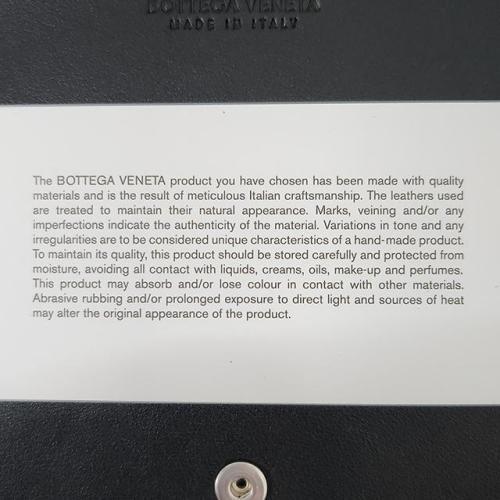 BOTTEGA VENETA
MADE IN ITALY
The BOTTEGA VENETA product you have chosen has been made with quality
materials and is the result of meticulous Italian craftsmanship. The leathers used
are treated to maintain their natural appearance. Marks, veining and/or any
imperfections indicate the authenticity of the material. Variations in tone and any
irregularities are to be considered unique characteristics of a hand-made product.
To maintain its quality, this product should be stored carefully and protected from
moisture, avoiding all contact with liquids, creams, oils, make-up and perfumes.
This product may absorb and/or lose colour in contact with other materials.
Abrasive rubbing and/or prolonged exposure to direct light and sources of heat
may alter the original appearance of the product.